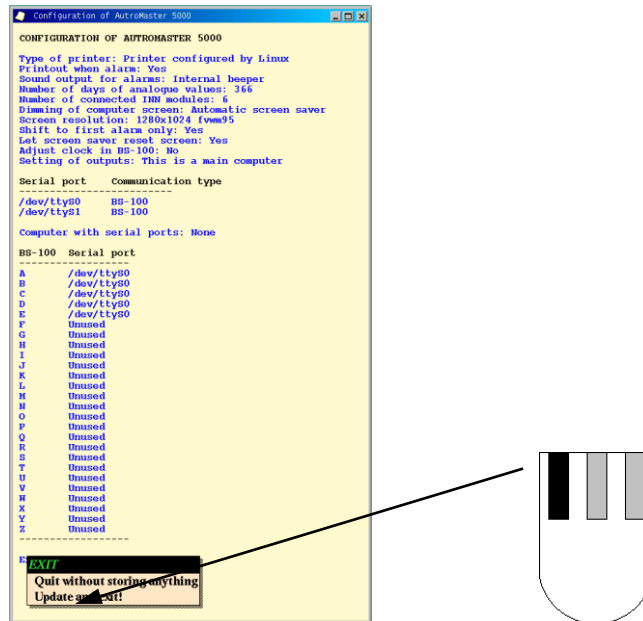 Configuration of AutroMaster 5000
CONFIGURATION OF AUTROMASTER 5000
Type of printer: Printer configured by Linux
Printout when alarm: Yes
Sound output for alarms: Internal beeper
Number of days of analogue values: 366
Number of connected INN modules: 6
Dimming of computer screen: Automatic screen saver
Screen resolution: 1280x1024 fvwm95
Shift to first alarm only: Yes
Let screen saver reset screen: Yes
Adjust clock in BS-100: No
Setting of outputs: This is a main computer
Serial port Communication type
----------------------------
/dev/ttyS0 BS-100
/dev/ttyS1 BS-100
Computer with serial ports: None
BS-100 Serial port
--------------------
A /dev/ttyS0
B /dev/ttyS0
C /dev/ttyS0
D /dev/ttyS0
E /dev/ttyS0
F Unused
G Unused
H Unused
I Unused
J Unused
K Unused
L Unused
M Unused
N Unused
O Unused
P Unused
Q Unused
R Unused
S Unused
T Unused
U Unused
V Unused
W Unused
X Unused
Y Unused
Z Unused
--------------------
EXIT
Quit without storing anything
Update and Exit!